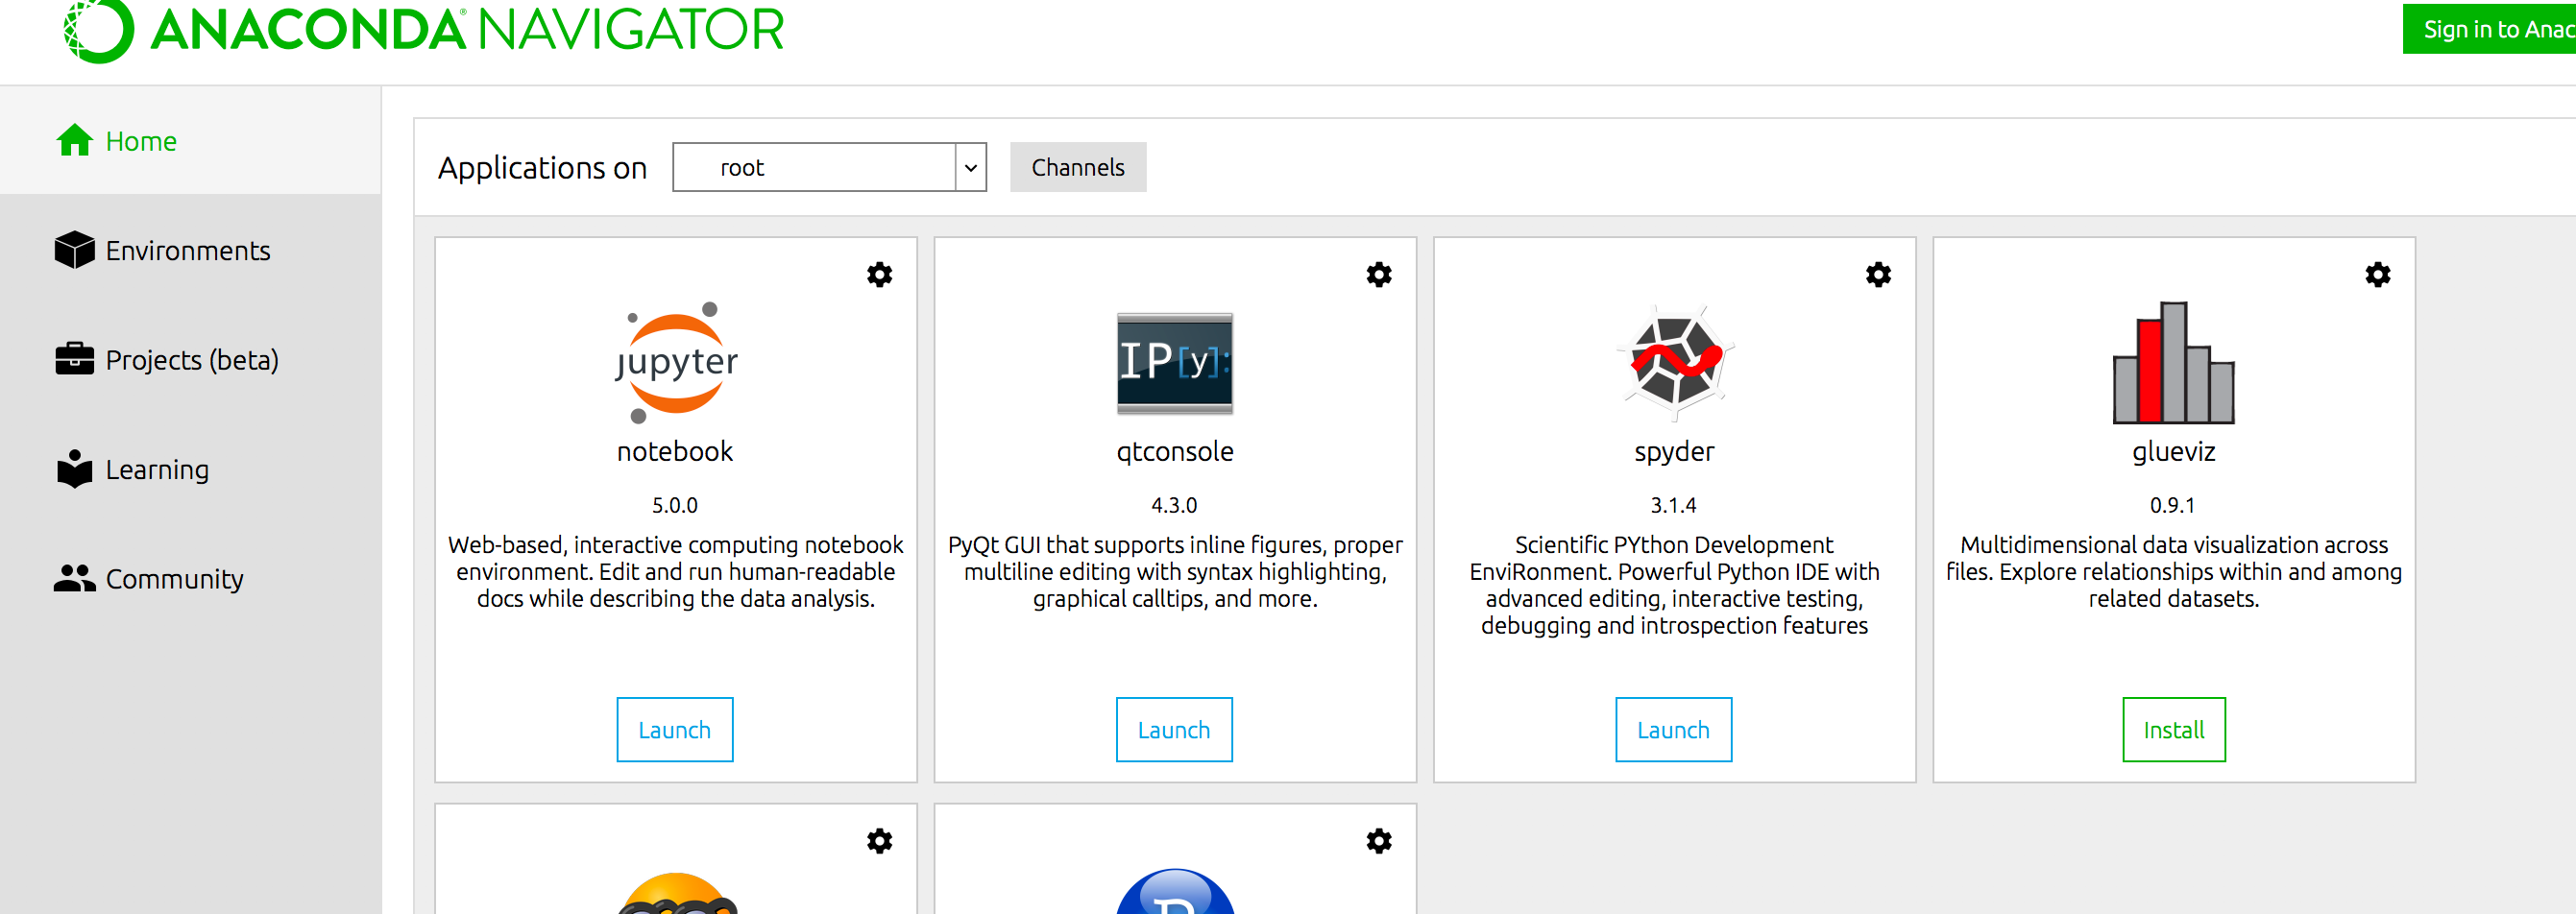 ANACONDA® NAVIGATOR
Sign in to Anac
Home
Environments
Projects (beta)
Learning
Community
Applications on
root
Channels
jupyter
notebook
5.0.0
Web-based, interactive computing notebook
environment. Edit and run human-readable
docs while describing the data analysis.
Launch
IP[y]:
qtconsole
4.3.0
PyQt GUI that supports inline figures, proper
multiline editing with syntax highlighting,
graphical calltips, and more.
Launch
spyder
3.1.4
Scientific PYthon Development
EnviRonment. Powerful Python IDE with
advanced editing, interactive testing,
debugging and introspection features
Launch
glueviz
0.9.1
Multidimensional data visualization across
files. Explore relationships within and among
related datasets.
Install